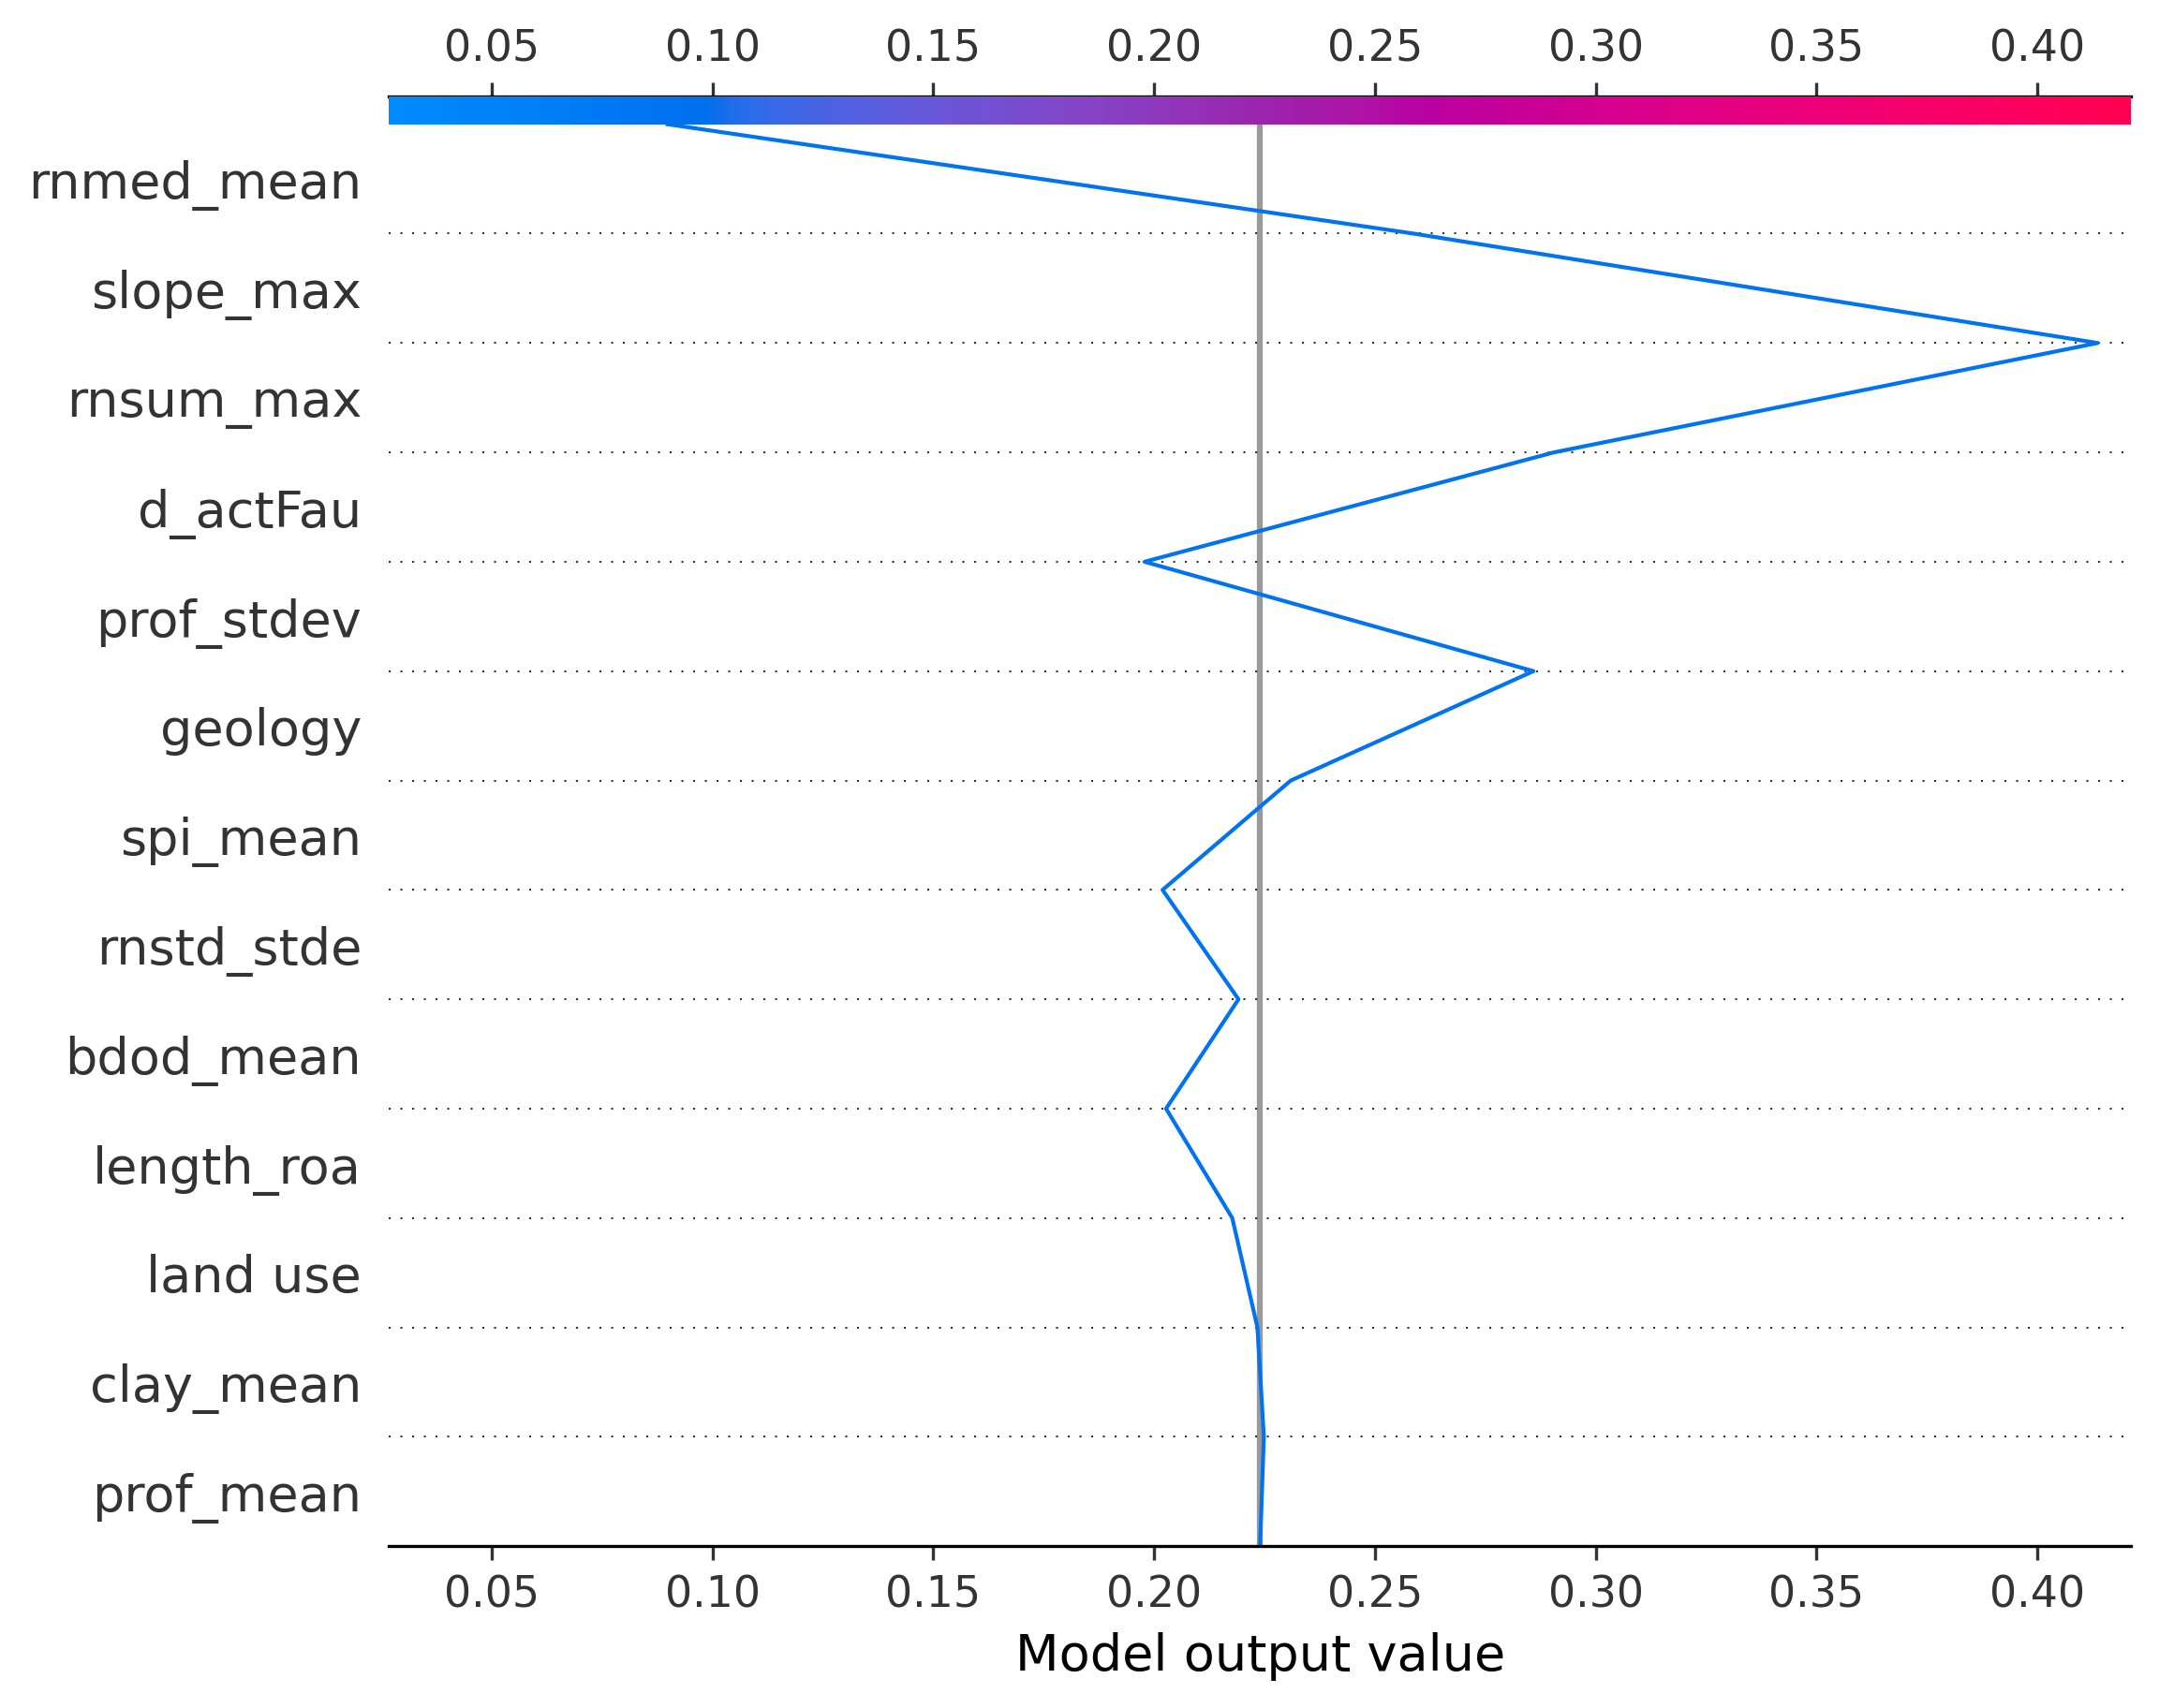 0.05 0.10 0.15 0.20 0.25 0.30 0.35 0.40
rnmed_mean
slope_max
rnsum_max
d_actFau
prof_stdev
geology
spi_mean
rnstd_stde
bdod_mean
length_roa
land use
clay_mean
prof_mean
0.05 0.10 0.15 0.20 0.25 0.30 0.35 0.40
Model output value